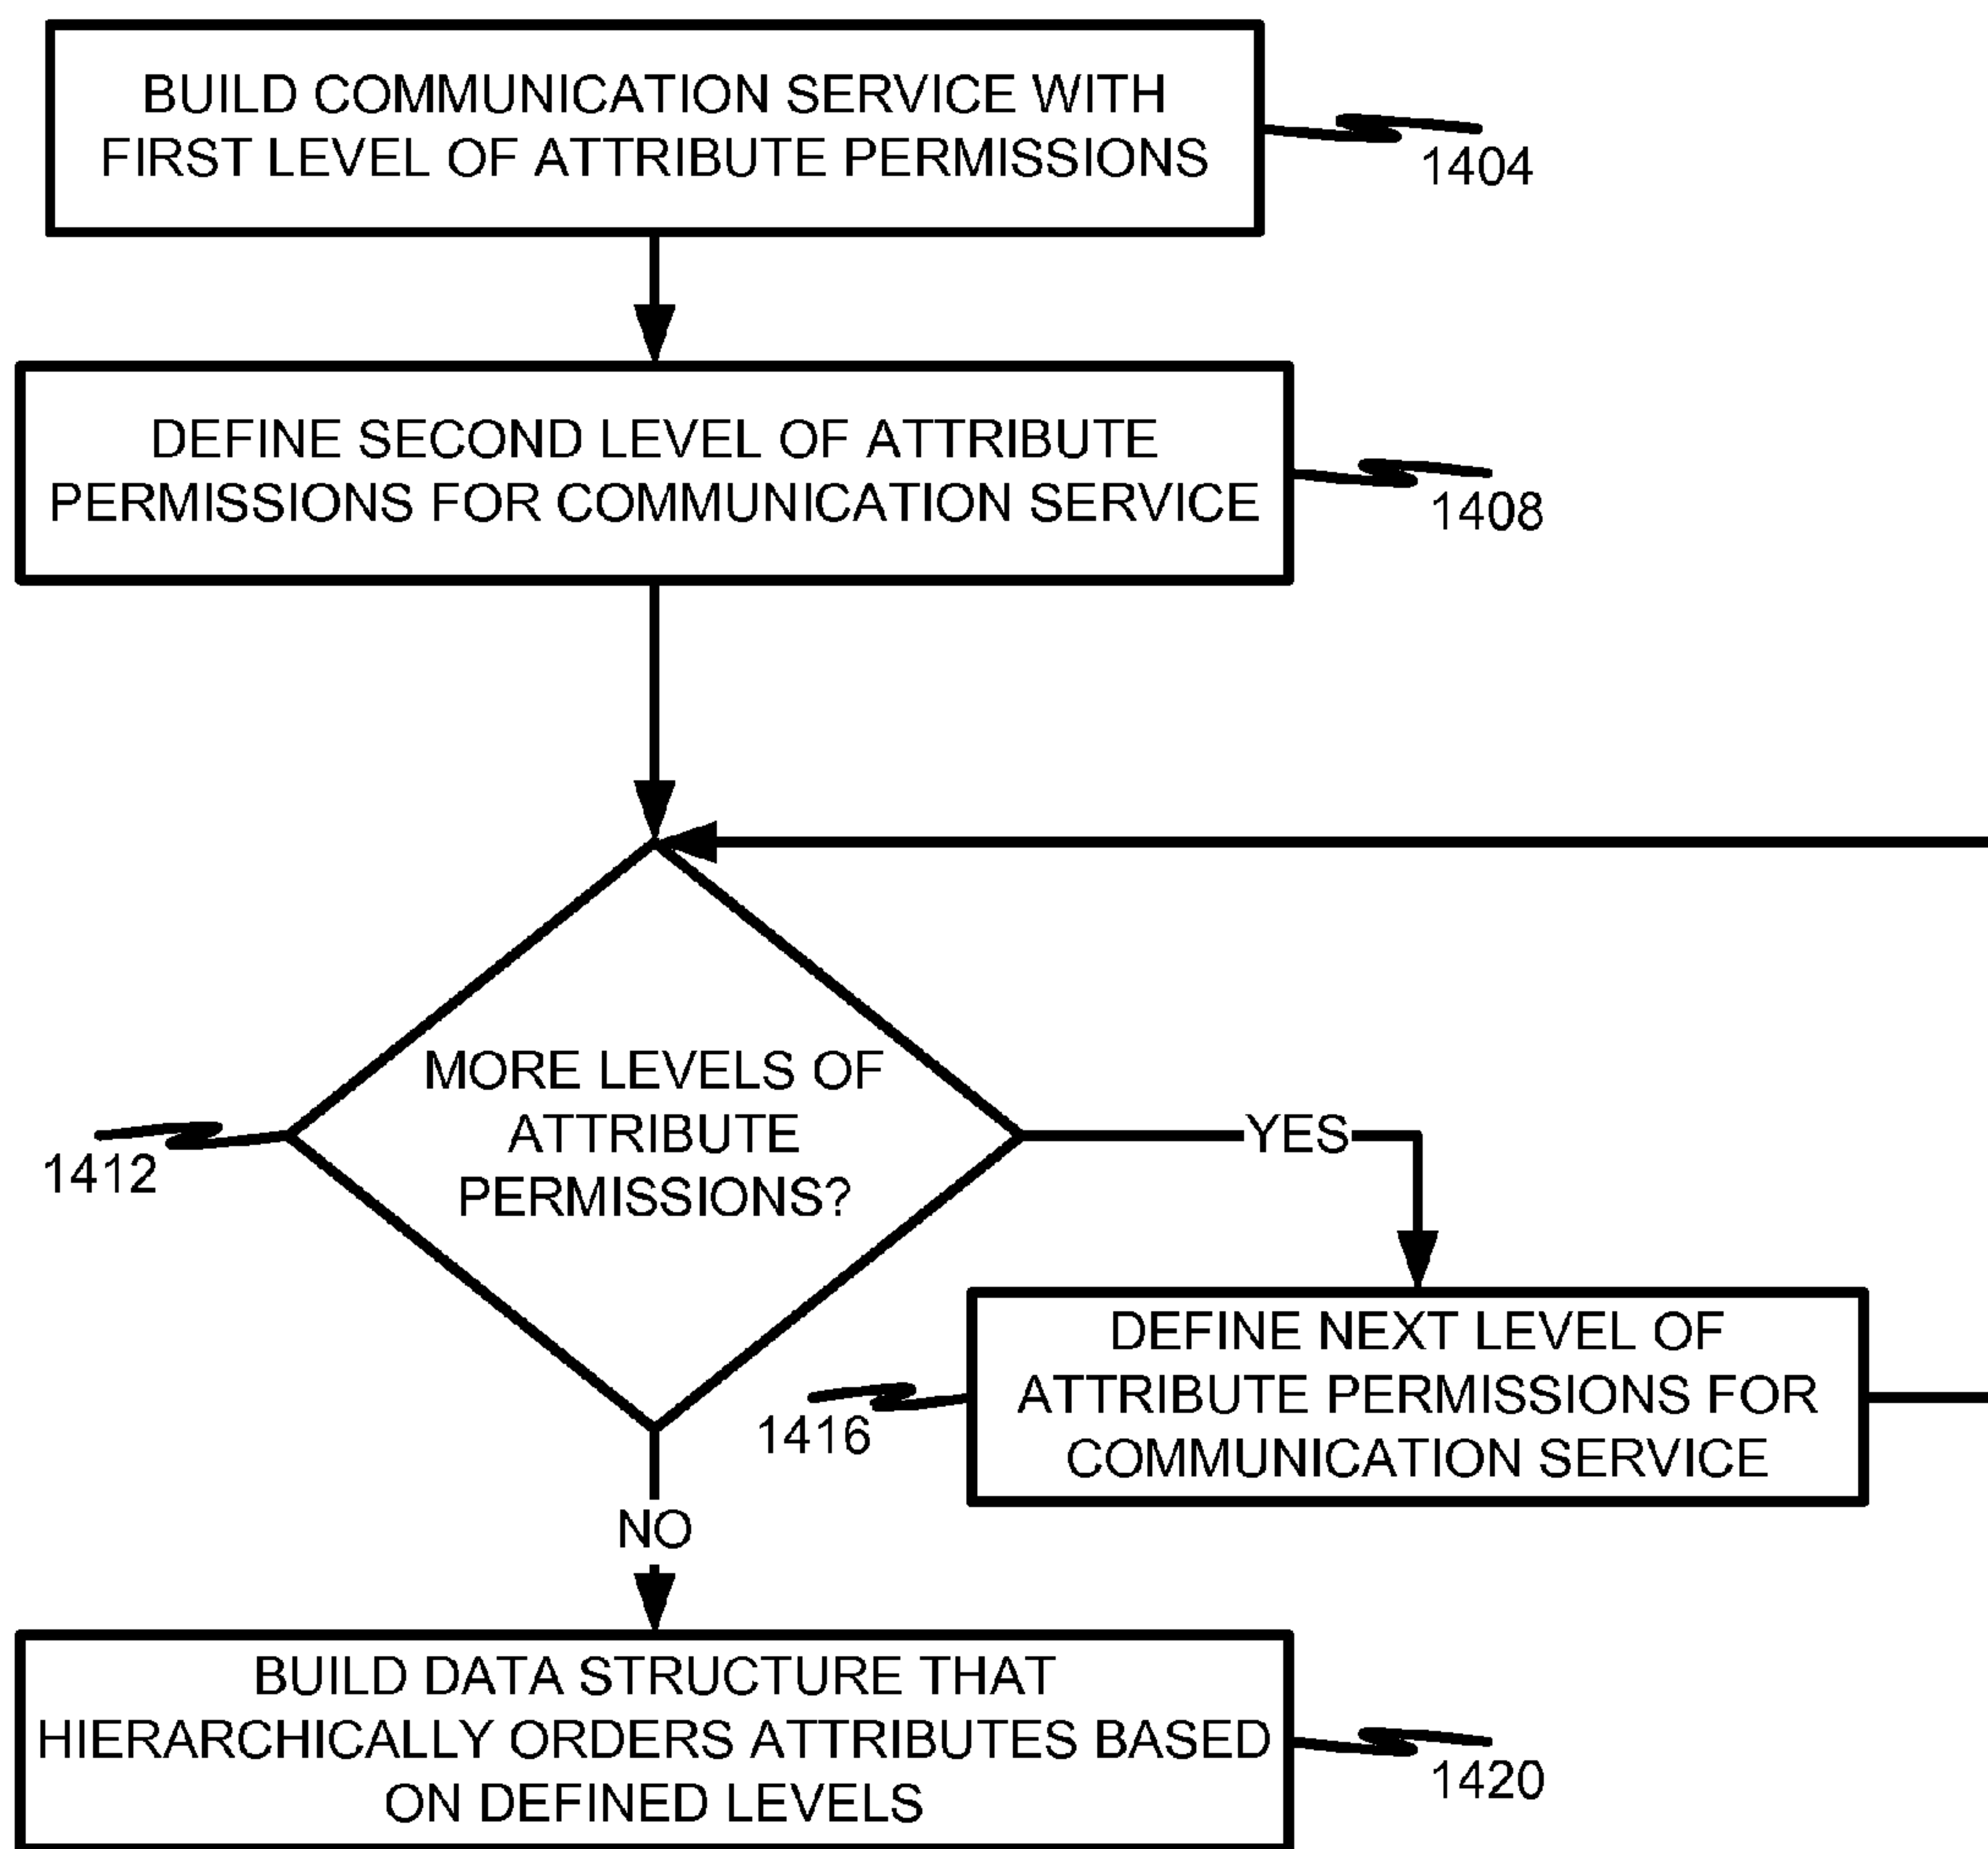 BUILD COMMUNICATION SERVICE WITH
FIRST LEVEL OF ATTRIBUTE PERMISSIONS
1404
DEFINE SECOND LEVEL OF ATTRIBUTE
PERMISSIONS FOR COMMUNICATION SERVICE
1408
MORE LEVELS OF
ATTRIBUTE
PERMISSIONS?
1412
YES
DEFINE NEXT LEVEL OF
ATTRIBUTE PERMISSIONS FOR
COMMUNICATION SERVICE
1416
NO
BUILD DATA STRUCTURE THAT
HIERARCHICALLY ORDERS ATTRIBUTES BASED
ON DEFINED LEVELS
1420